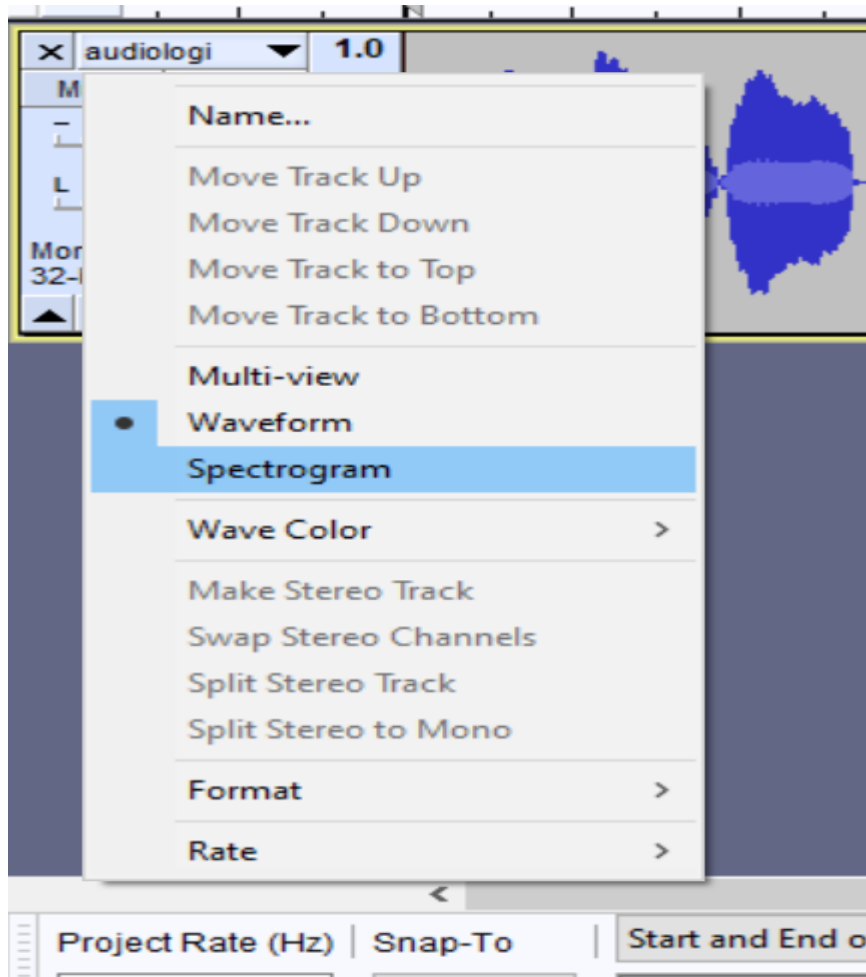 audiologi 1.0
M
Name...
Move Track Up
L
Move Track Down
Mor
Move Track to Top
32-
Move Track to Bottom
Multi-view
Waveform
Spectrogram
Wave Color
Make Stereo Track
Swap Stereo Channels
Split Stereo Track
Split Stereo to Mono
Format
Rate
Project Rate (Hz) Snap-To Start and End o